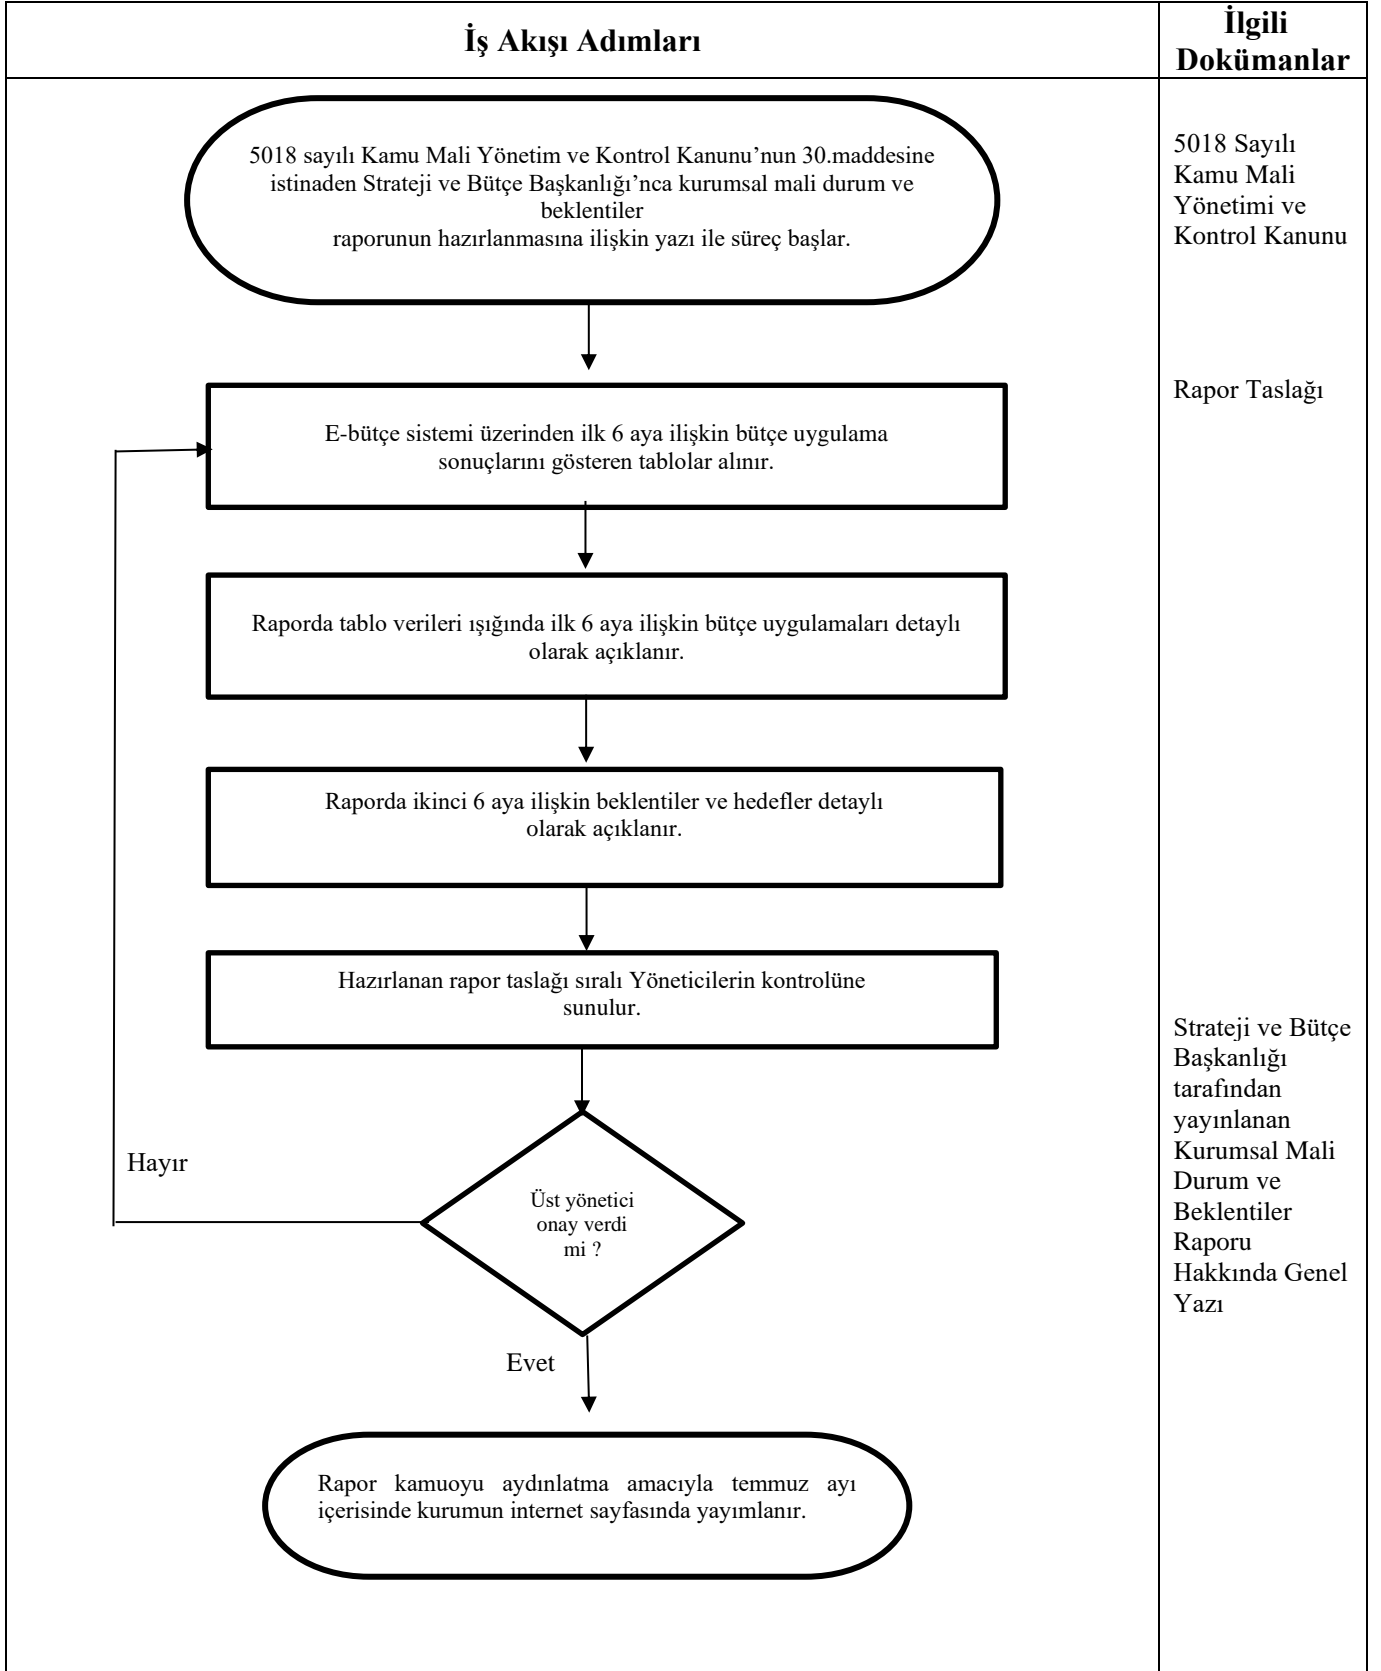 İş Akışı Adımları
İlgili
Dokümanlar
5018 sayılı Kamu Mali Yönetim ve Kontrol Kanunu’nun 30.maddesine
istinaden Strateji ve Bütçe Başkanlığı’nca kurumsal mali durum ve
beklentiler
raporunun hazırlanmasına ilişkin yazı ile süreç başlar.
5018 Sayılı
Kamu Mali
Yönetimi ve
Kontrol Kanunu
Rapor Taslağı
E-bütçe sistemi üzerinden ilk 6 aya ilişkin bütçe uygulama
sonuçlarını gösteren tablolar alınır.
Raporda tablo verileri ışığında ilk 6 aya ilişkin bütçe uygulamaları detaylı
olarak açıklanır.
Raporda ikinci 6 aya ilişkin beklentiler ve hedefler detaylı
olarak açıklanır.
Hazırlanan rapor taslağı sıralı Yöneticilerin kontrolüne
sunulur.
Strateji ve Bütçe
Başkanlığı
tarafından
yayınlanan
Kurumsal Mali
Durum ve
Beklentiler
Raporu
Hakkında Genel
Yazı
Hayır
Üst yönetici
onay verdi
mi ?
Evet
Rapor kamuoyu aydınlatma amacıyla temmuz ayı
içerisinde kurumun internet sayfasında yayımlanır.